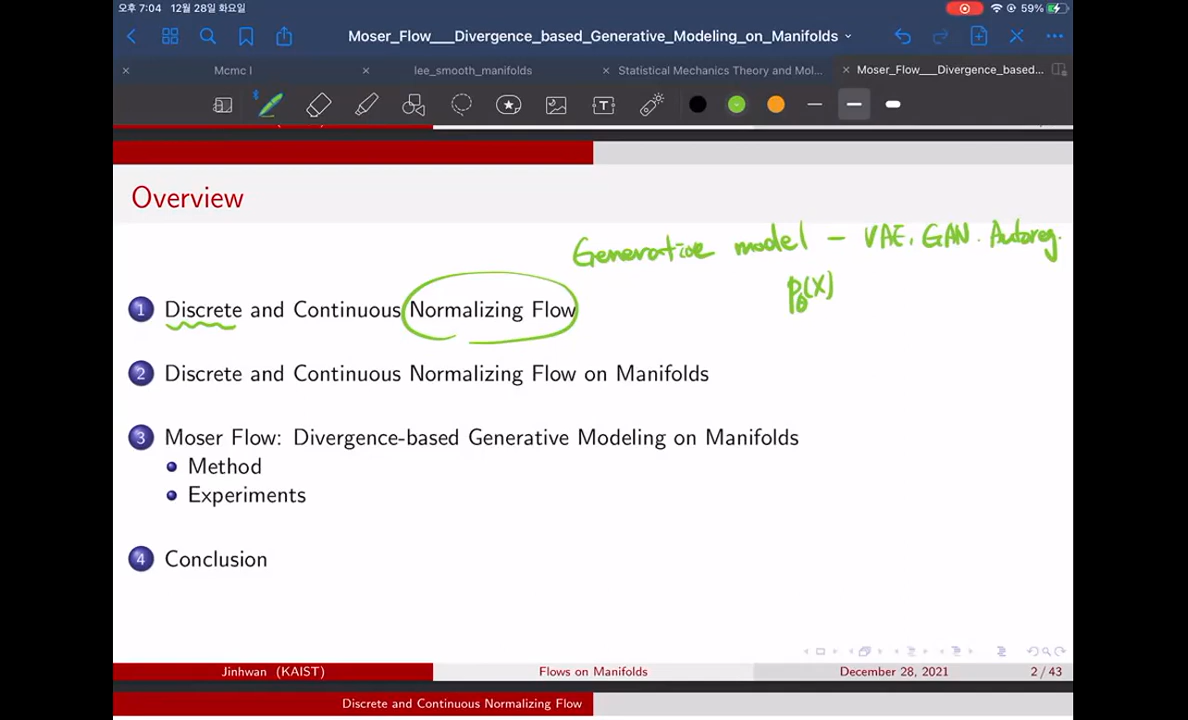 오후 7:04 12월 28일 화요일 59%
Moser_Flow___Divergence_based_Generative_Modeling_on_Manifolds
Mcmc I lee_smooth_manifolds Statistical Mechanics Theory and Mol... Moser_Flow___Divergence_based...
Overview
Generative model – VAE, GAN. Autoreg.
pθ(x)
1 Discrete and Continuous Normalizing Flow
2 Discrete and Continuous Normalizing Flow on Manifolds
3 Moser Flow: Divergence-based Generative Modeling on Manifolds
Method
Experiments
4 Conclusion
Jinhwan (KAIST) Flows on Manifolds December 28, 2021 2 / 43
Discrete and Continuous Normalizing Flow